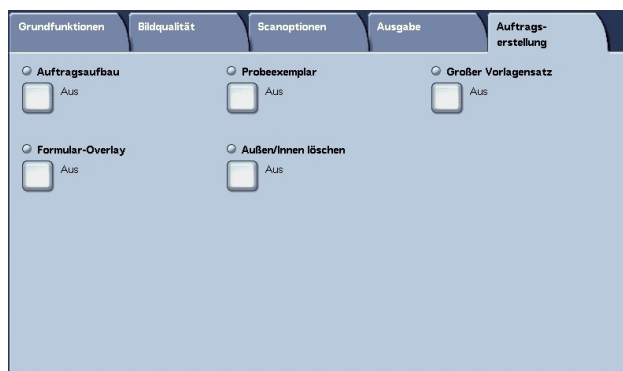 Grundfunktionen
Bildqualität
Scanoptionen
Ausgabe
Auftrags-
erstellung
Auftragsaufbau
Aus
Probeexemplar
Aus
Großer Vorlagensatz
Aus
Formular-Overlay
Aus
Außen/Innen löschen
Aus